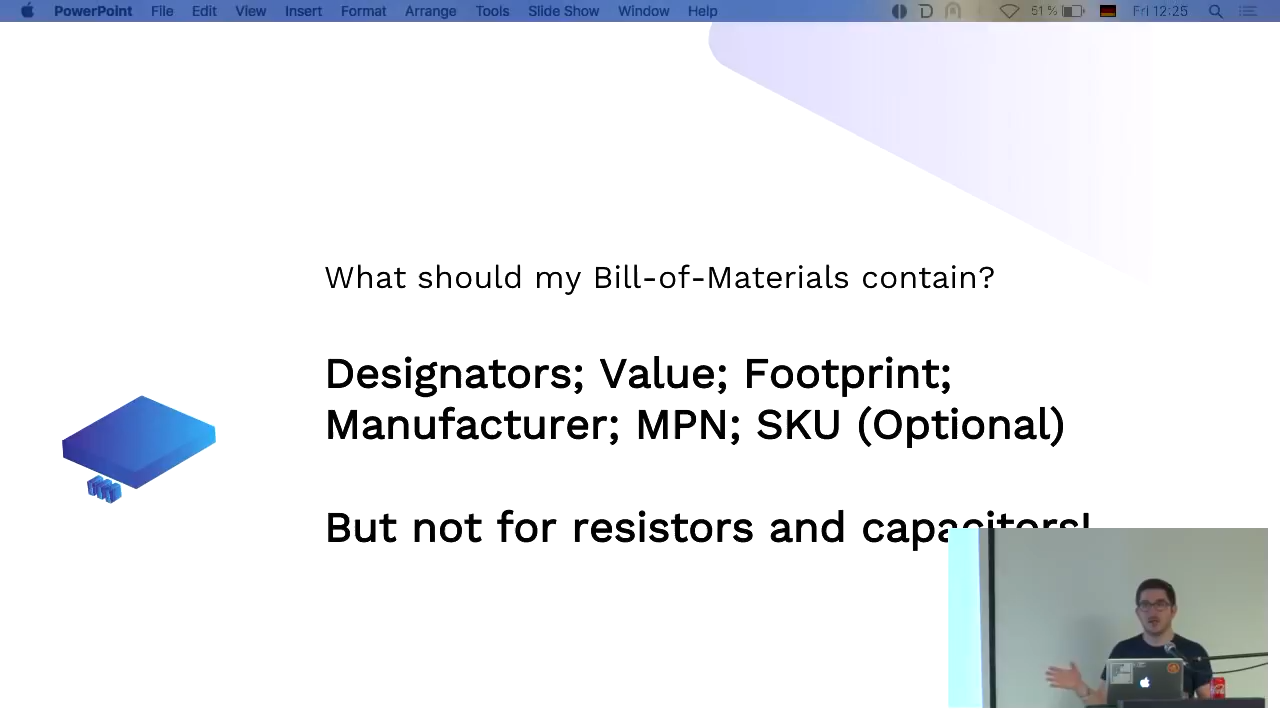 PowerPoint File Edit View Insert Format Arrange Tools Slide Show Window Help 51 % Fri 12:25
What should my Bill-of-Materials contain?
Designators; Value; Footprint;
Manufacturer; MPN; SKU (Optional)
But not for resistors and capacitors!